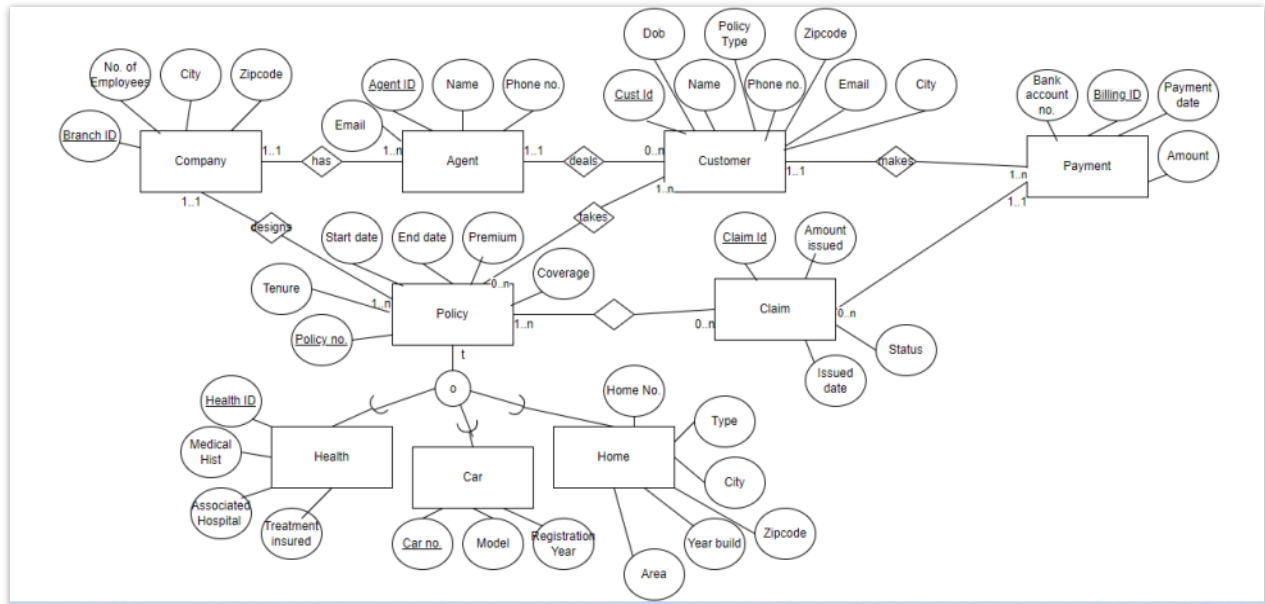 Dob
Policy
Type
Zipcode
No. of
Employees
City
Zipcode
Agent ID
Name
Phone no.
Cust Id
Name
Phone no.
Email
City
Bank
account
no.
Billing ID
Payment
date
Branch ID
Email
Company
1..1
has
1..n
Agent
1..1
deals
0..n
Customer
makes
1..1
1..n
Payment
Amount
1..1
1..n
1..1
designs
takes
Start date
End date
Premium
Claim Id
Amount
issued
Tenure
Coverage
0..n
1..n
Policy
1..n
0..n
Claim
0..n
Policy no.
Status
t
Issued
date
o
Home No.
Health ID
Type
Medical
Hist
Health
Car
Home
City
Associated
Hospital
Treatment
insured
Car no.
Model
Registration
Year
Area
Year build
Zipcode